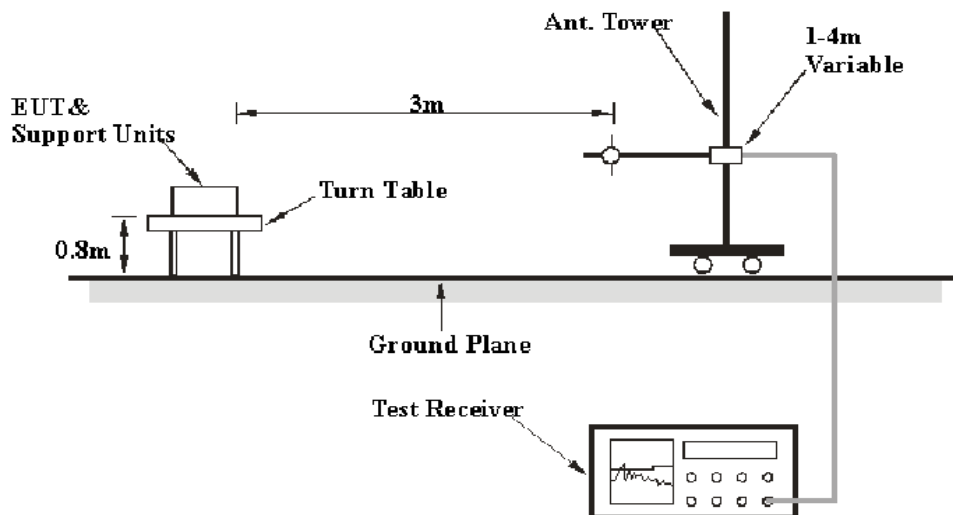 Ant. Tower
1-4m
Variable
EUT&
Support Units
3m
Turn Table
0.8m
Ground Plane
Test Receiver